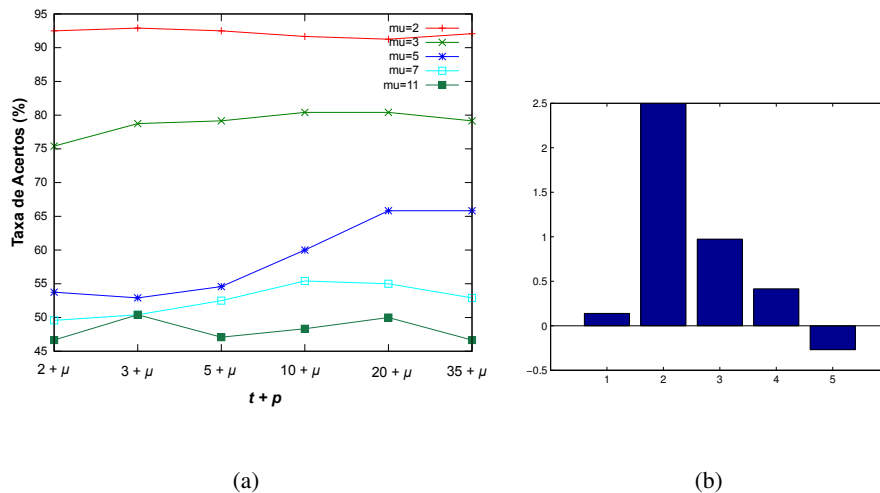 95
90
85
80
75
70
65
60
55
50
45
Taxa de Acertos (%)
mu=2
mu=3
mu=5
mu=7
mu=11
2 + μ
3 + μ
5 + μ
10 + μ
20 + μ
35 + μ
t + p
(a)
2.5
2
1.5
1
0.5
0
−0.5
1
2
3
4
5
(b)